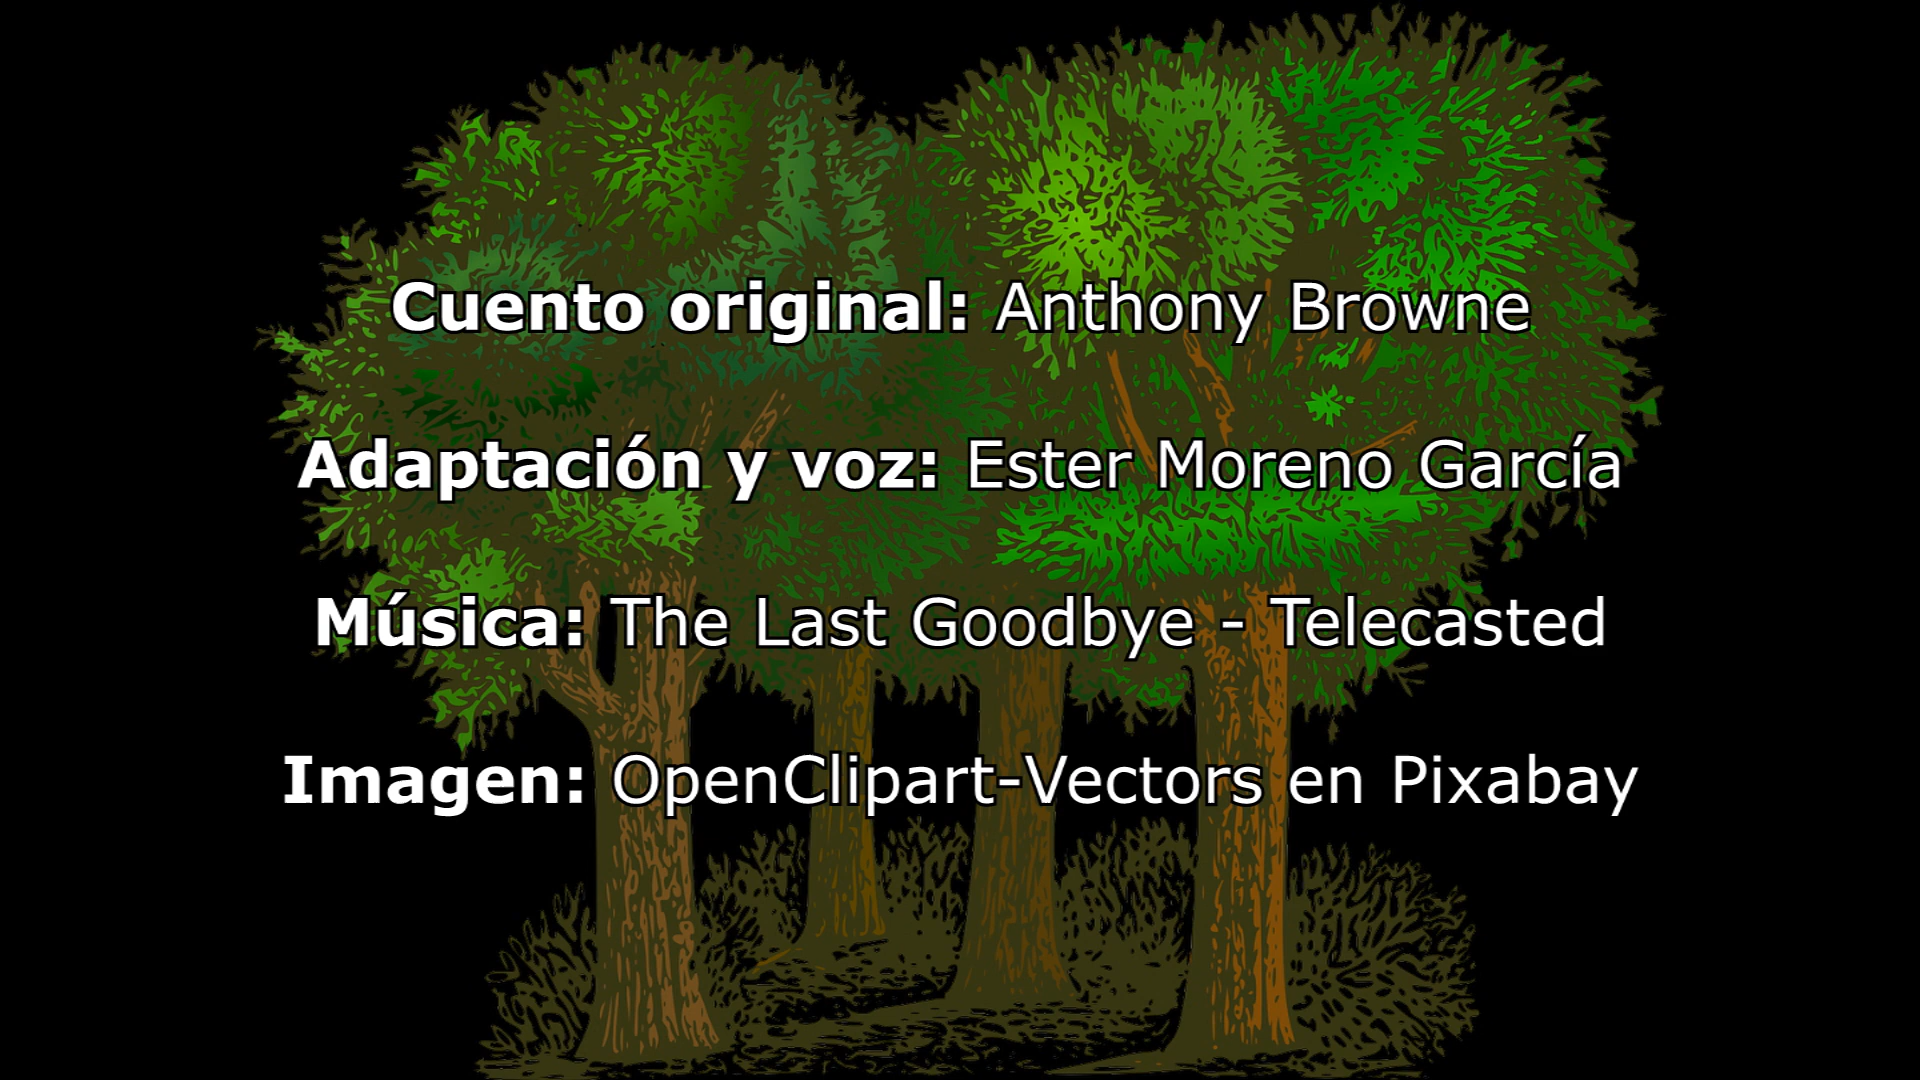 Cuento original: Anthony Browne
Adaptación y voz: Ester Moreno García
Música: The Last Goodbye - Telecasted
Imagen: OpenClipart-Vectors en Pixabay